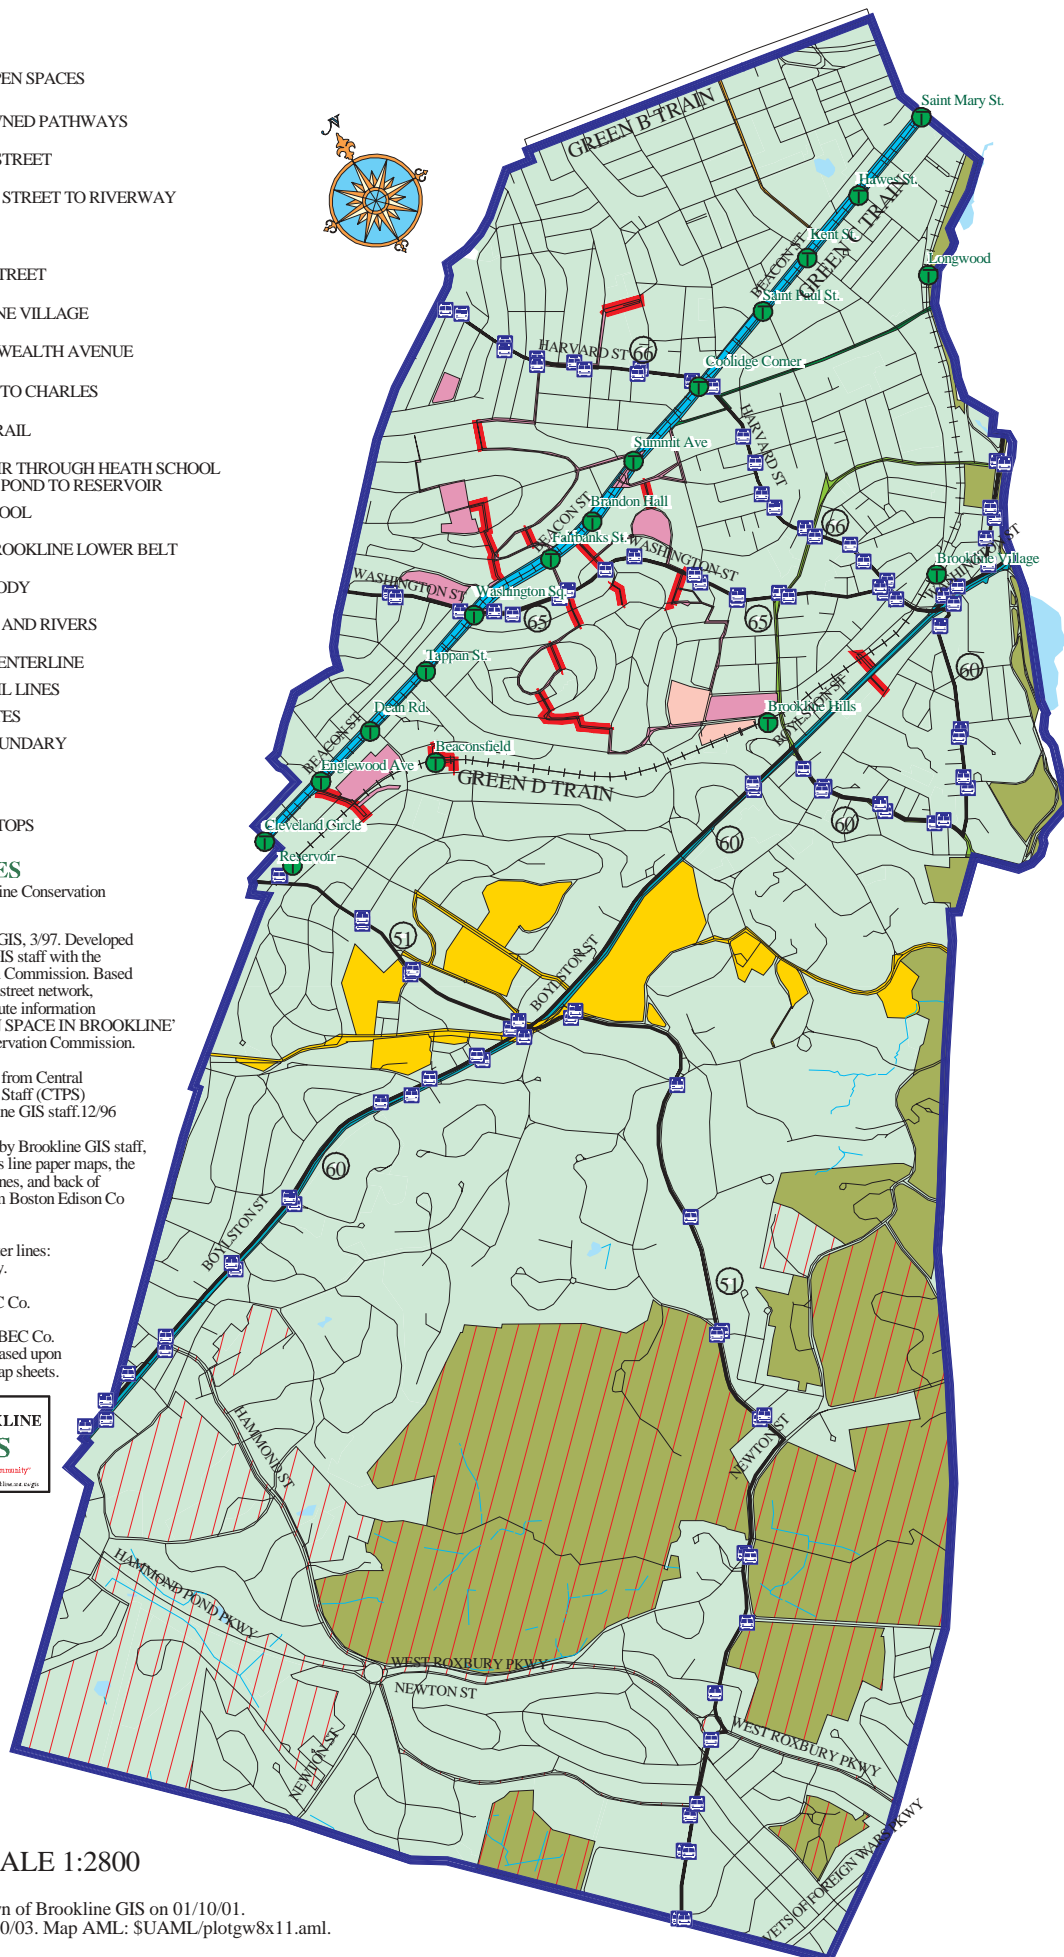 PEN SPACES
WNED PATHWAYS
STREET
STREET TO RIVERWAY
TREET
NE VILLAGE
WEALTH AVENUE
TO CHARLES
RAIL
IR THROUGH HEATH SCHOOL
POND TO RESERVOIR
OOL
ROOKLINE LOWER BELT
ODY
AND RIVERS
ENTERLINE
IL LINES
TES
UNDARY
TOPS
ES
ine Conservation
GIS, 3/97. Developed
IS staff with the
Commission. Based
street network,
ute information
N SPACE IN BROOKLINE’
ervation Commission.
from Central
Staff (CTPS)
ne GIS staff.12/96
by Brookline GIS staff,
s line paper maps, the
nes, and back of
n Boston Edison Co
er lines:
y.
C Co.
BEC Co.
ased upon
ap sheets.
KLINE
S
ALE 1:2800
n of Brookline GIS on 01/10/01.
0/03. Map AML: $UAML/plotgw8x11.aml.
N
GREEN B TRAIN
Saint Mary St.
Hawes St.
GREEN C TRAIN
Kent St.
BEACON ST
Longwood
Saint Paul St.
HARVARD ST
66
Coolidge Corner
HARVARD ST
Summit Ave
Brandon Hall
BEACON ST
66
Fairbanks St.
WASHINGTON ST
WASHINGTON ST
Brookline Village
WASHINGTON ST
Washington Sq.
65
65
Tappan St.
60
Dean Rd.
Brookline Hills
BOYLSTON ST
BEACON ST
Beaconsfield
Englewood Ave
GREEN D TRAIN
Cleveland Circle
60
60
Reservoir
51
BOYLSTON ST
60
BOYLSTON ST
51
HAMMOND ST
NEWTON ST
HAMMOND POND PKWY
WEST ROXBURY PKWY
NEWTON ST
WEST ROXBURY PKWY
NEWTON ST
VETS OF FOREIGN WARS PKWY